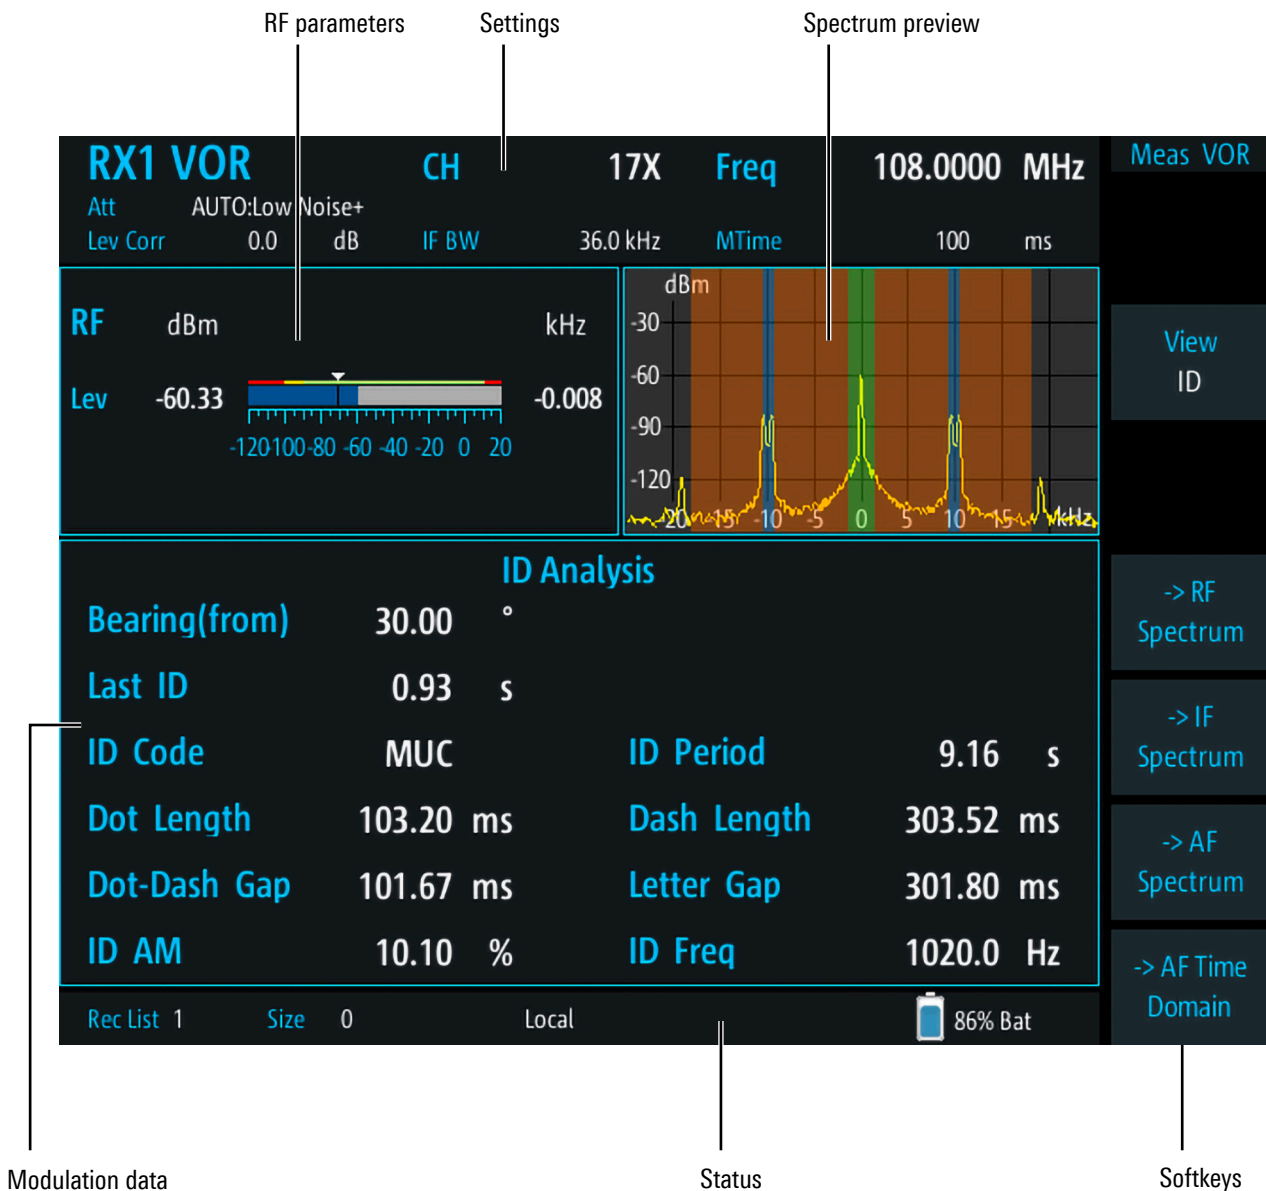 RF parameters Settings Spectrum preview
RX1 VOR CH 17X Freq 108.0000 MHz Meas VOR
Att AUTO:Low Noise+
Lev Corr 0.0 dB IF BW 36.0 kHz MTime 100 ms
RF dBm kHz
Lev -60.33 -0.008
-120 -100 -80 -60 -40 -20 0 20
dBm
-30
-60
-90
-120
-20 -15 -10 -5 0 5 10 15 kHz
View
ID
ID Analysis
Bearing(from) 30.00 °
Last ID 0.93 s
ID Code MUC ID Period 9.16 s
Dot Length 103.20 ms Dash Length 303.52 ms
Dot-Dash Gap 101.67 ms Letter Gap 301.80 ms
ID AM 10.10 % ID Freq 1020.0 Hz
-> RF
Spectrum
-> IF
Spectrum
-> AF
Spectrum
-> AF Time
Domain
Rec List 1 Size 0 Local 86% Bat
Modulation data Status Softkeys